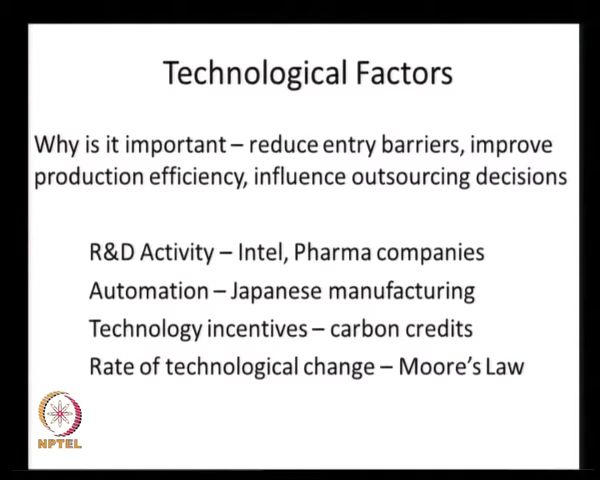 Technological Factors
Why is it important – reduce entry barriers, improve
production efficiency, influence outsourcing decisions
R&D Activity – Intel, Pharma companies
Automation – Japanese manufacturing
Technology incentives – carbon credits
Rate of technological change – Moore's Law
NPTEL